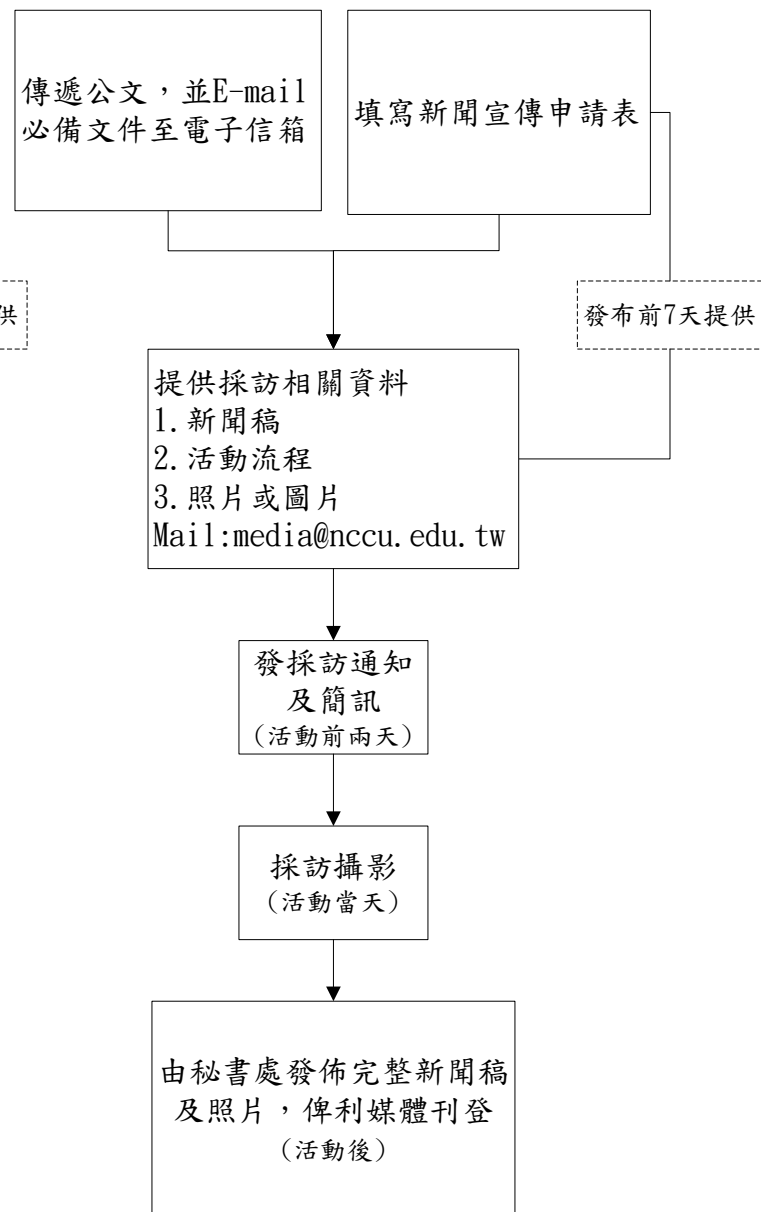 傳遞公文，並E-mail
必備文件至電子信箱
填寫新聞宣傳申請表
供
發布前7天提供
提供採訪相關資料
1.新聞稿
2.活動流程
3.照片或圖片
Mail:media@nccu.edu.tw
發採訪通知
及簡訊
(活動前兩天)
採訪攝影
(活動當天)
由秘書處發佈完整新聞稿
及照片，俾利媒體刊登
(活動後)